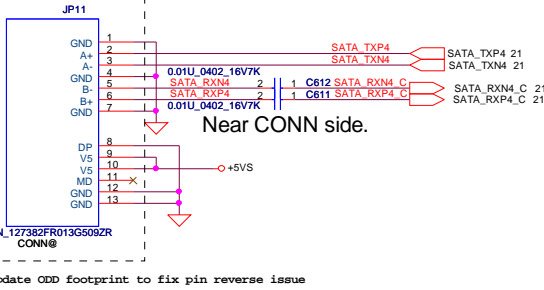 JP11
GND 1
A+ 2
A- 3
GND 4
B- 5
B+ 6
GND 7
DP 8
V5 9
V5 10
MD 11
GND 12
GND 13
SATA_TXP4 SATA_TXP4 21
SATA_TXN4 SATA_TXN4 21
0.01U_0402_16V7K
SATA_RXN4 2 1 C612 SATA_RXN4_C SATA_RXN4_C 21
SATA_RXP4 2 1 C611 SATA_RXP4_C SATA_RXP4_C 21
0.01U_0402_16V7K
Near CONN side.
+5VS
N_127382FR013G509ZR
CONN@
pdate ODD footprint to fix pin reverse issue